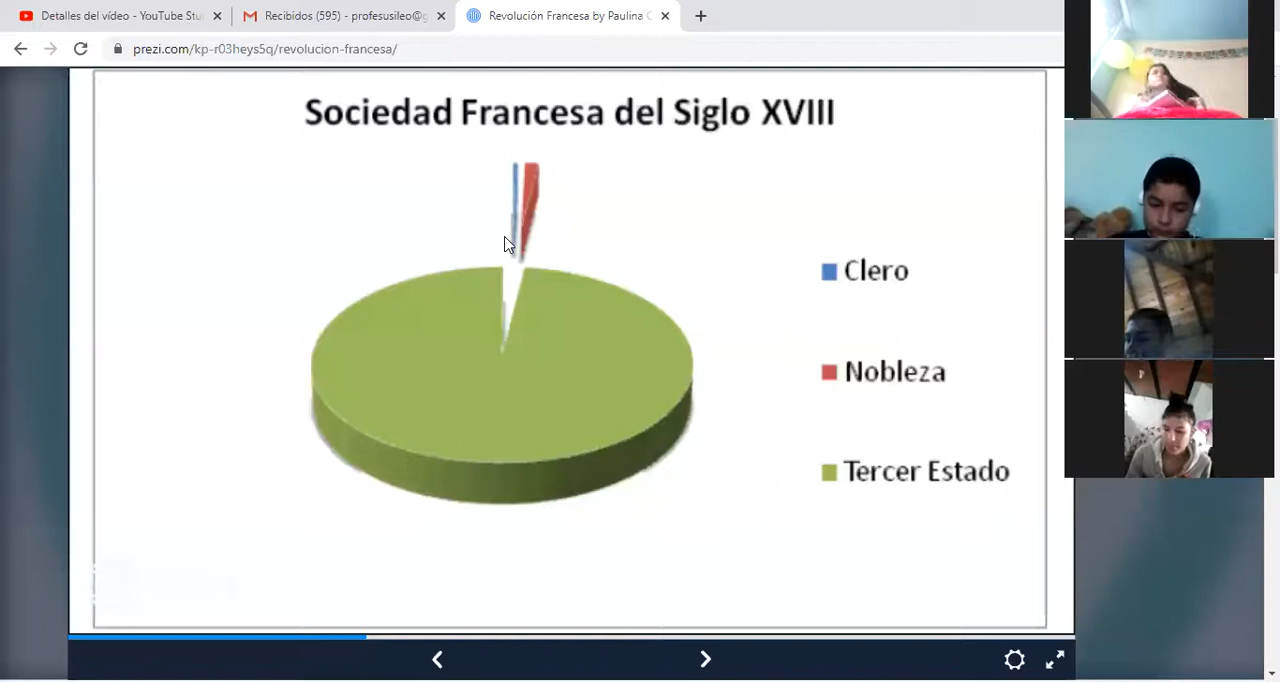 Detalles del vídeo - YouTube Stu
Recibidos (595) - profesusileo@g
Revolución Francesa by Paulina C
prezi.com/kp-r03heys5q/revolucion-francesa/
Sociedad Francesa del Siglo XVIII
Clero
Nobleza
Tercer Estado